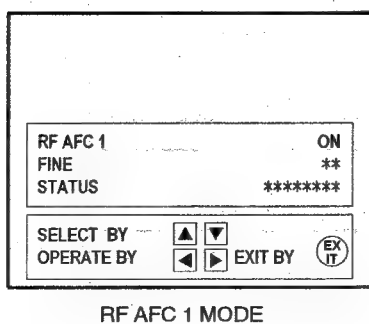 RF AFC 1 ON
FINE **
STATUS ********
SELECT BY ▲ ▼
OPERATE BY ◀ ▶ EXIT BY EXIT
RF AFC 1 MODE